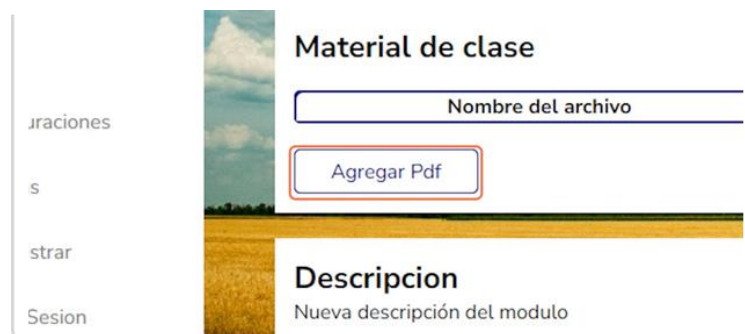 Material de clase
Nombre del archivo
Agregar Pdf
Descripcion
Nueva descripción del modulo
uraciones
s
strar
Sesion